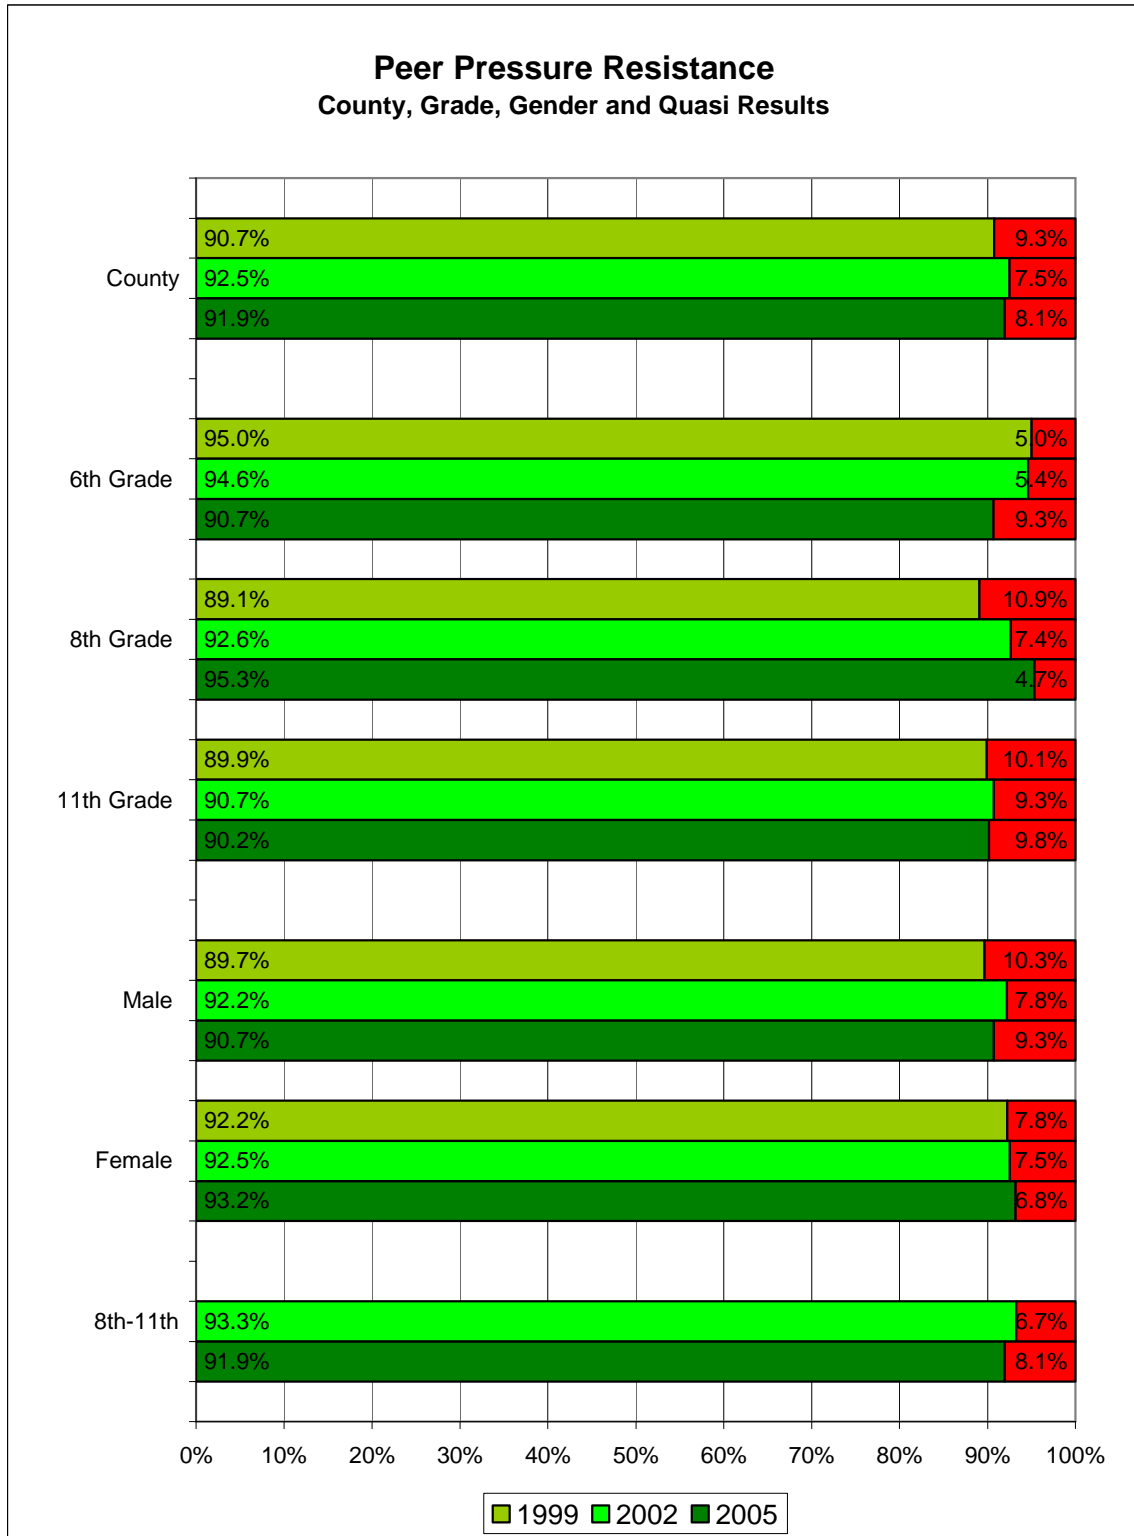 Peer Pressure Resistance
County, Grade, Gender and Quasi Results
90.7% 9.3%
County 92.5% 7.5%
91.9% 8.1%
95.0% 5.0%
6th Grade 94.6% 5.4%
90.7% 9.3%
89.1% 10.9%
8th Grade 92.6% 7.4%
95.3% 4.7%
89.9% 10.1%
11th Grade 90.7% 9.3%
90.2% 9.8%
89.7% 10.3%
Male 92.2% 7.8%
90.7% 9.3%
92.2% 7.8%
Female 92.5% 7.5%
93.2% 6.8%
8th-11th 93.3% 6.7%
91.9% 8.1%
0% 10% 20% 30% 40% 50% 60% 70% 80% 90% 100%
1999 2002 2005